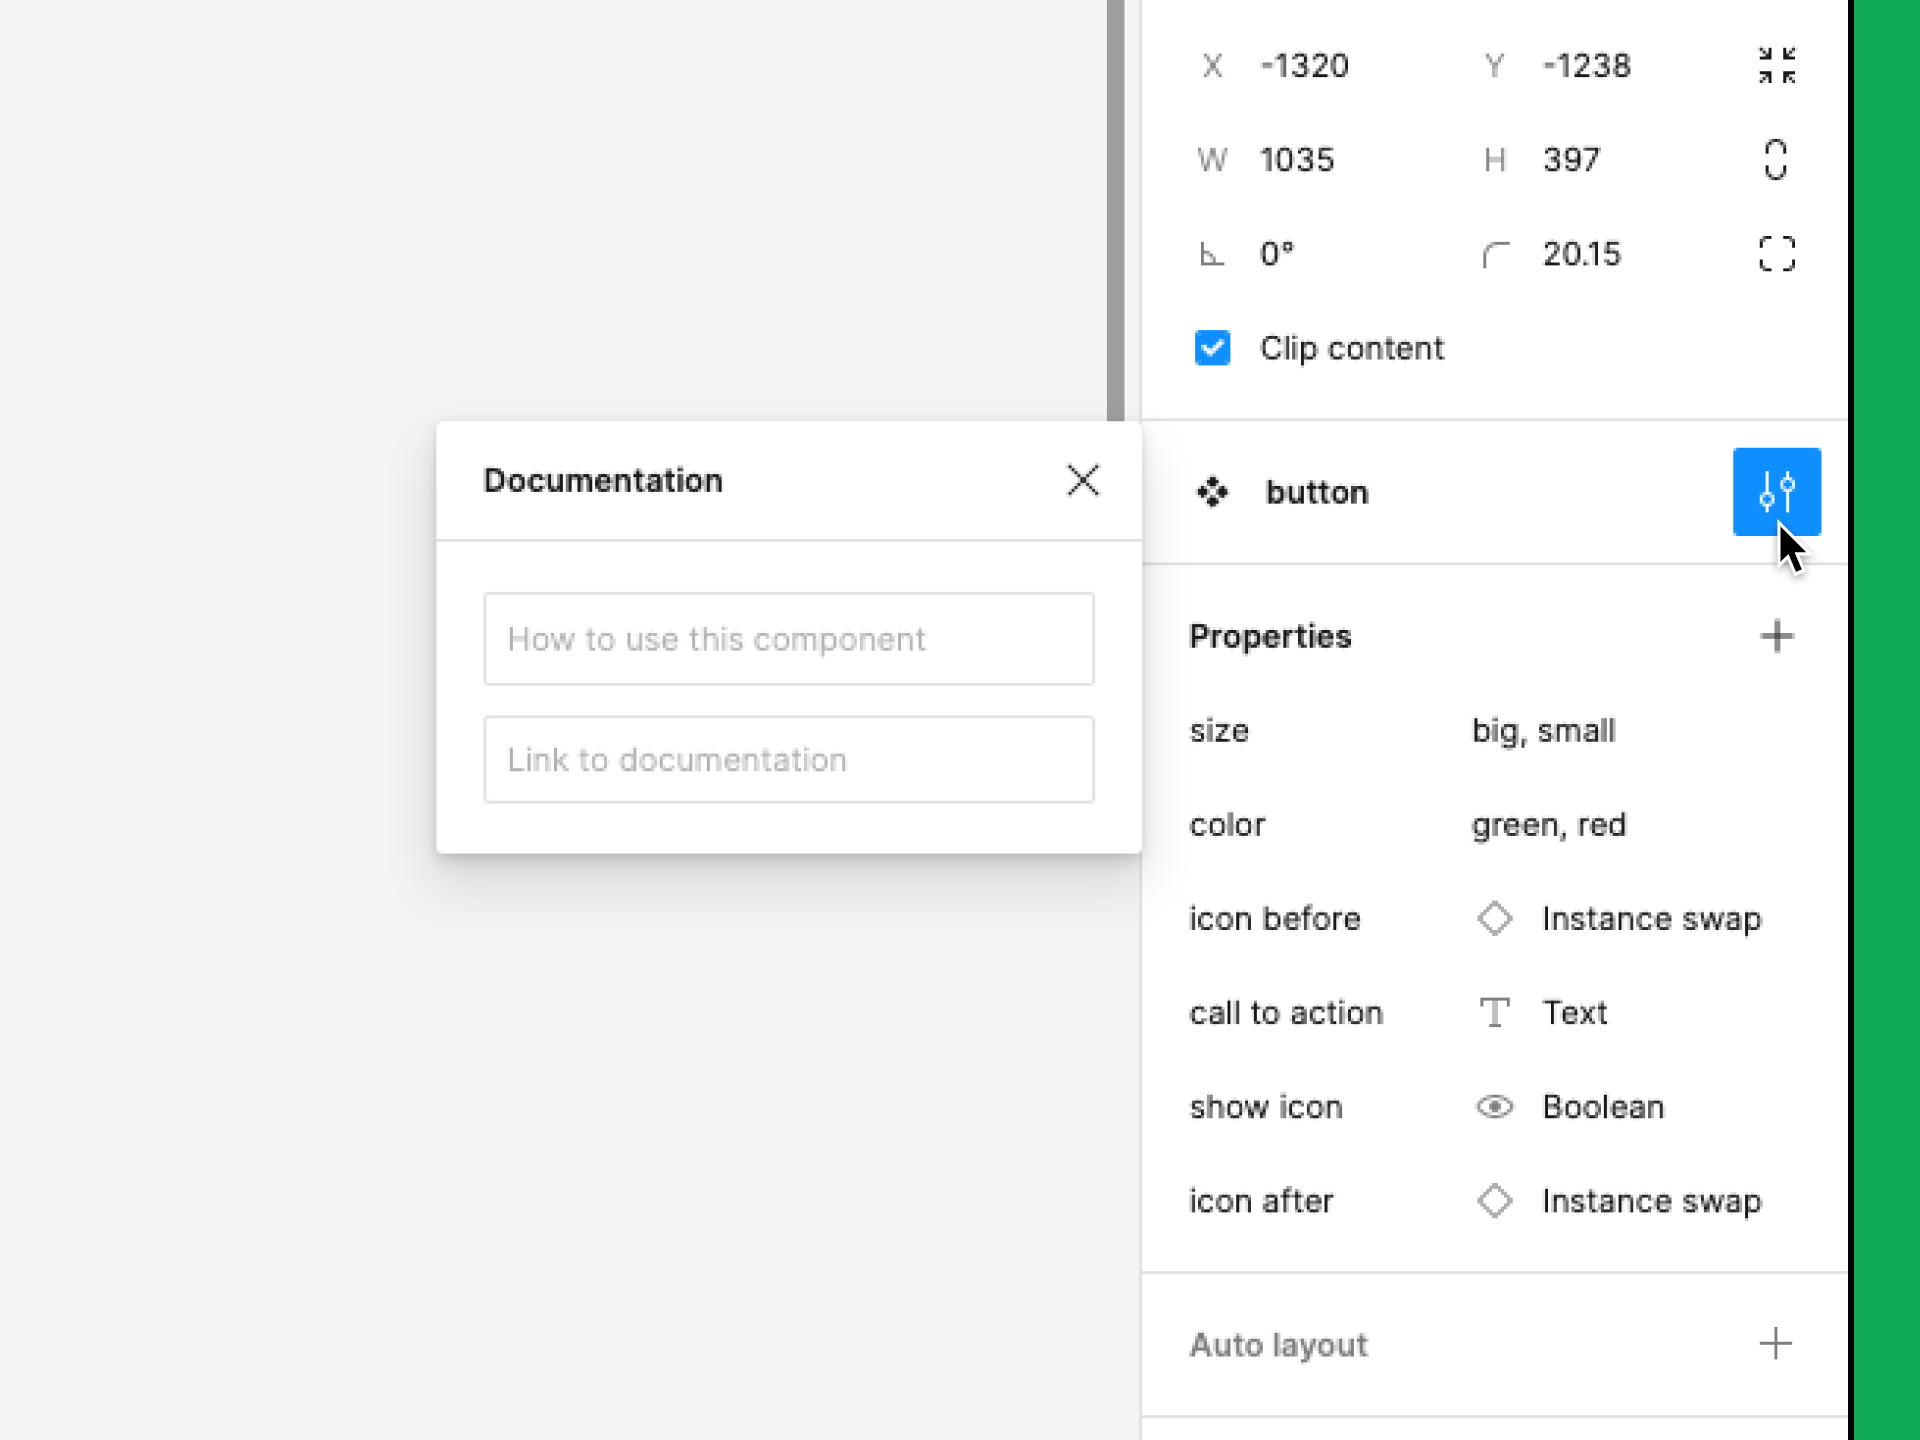 X -1320 Y -1238
W 1035 H 397
0° 20.15
Clip content
Documentation
How to use this component
Link to documentation
button
Properties
size big, small
color green, red
icon before Instance swap
call to action Text
show icon Boolean
icon after Instance swap
Auto layout